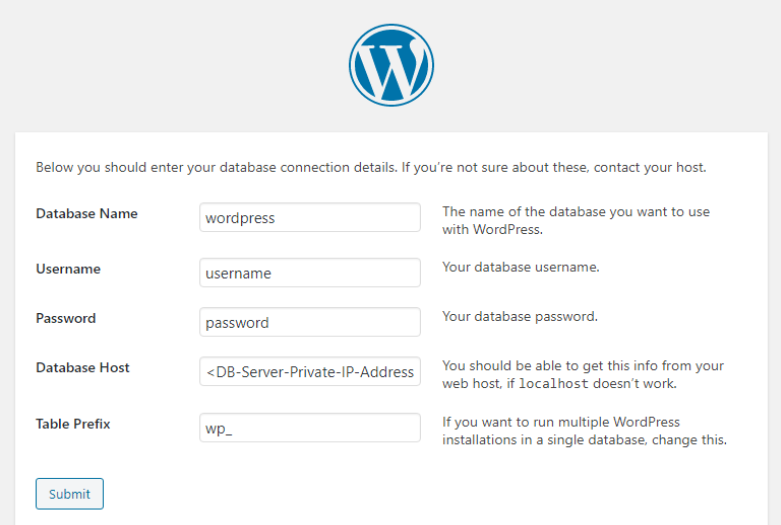 Below you should enter your database connection details. If you're not sure about these, contact your host.
Database Name
wordpress
The name of the database you want to use
with WordPress.
Username
username
Your database username.
Password
password
Your database password.
Database Host
<DB-Server-Private-IP-Address
You should be able to get this info from your
web host, if localhost doesn't work.
Table Prefix
wp_
If you want to run multiple WordPress
installations in a single database, change this.
Submit